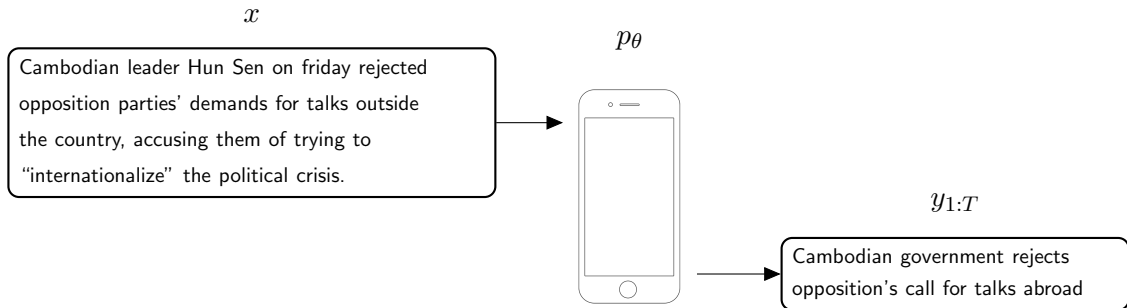 x
Cambodian leader Hun Sen on friday rejected
opposition parties' demands for talks outside
the country, accusing them of trying to
“internationalize” the political crisis.
pθ
y1:T
Cambodian government rejects
opposition's call for talks abroad